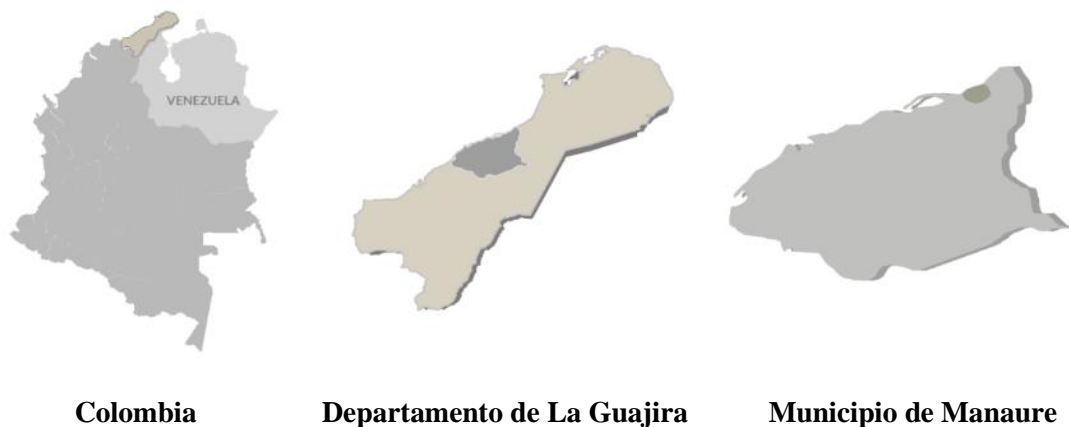 VENEZUELA
Colombia
Departamento de La Guajira
Municipio de Manaure